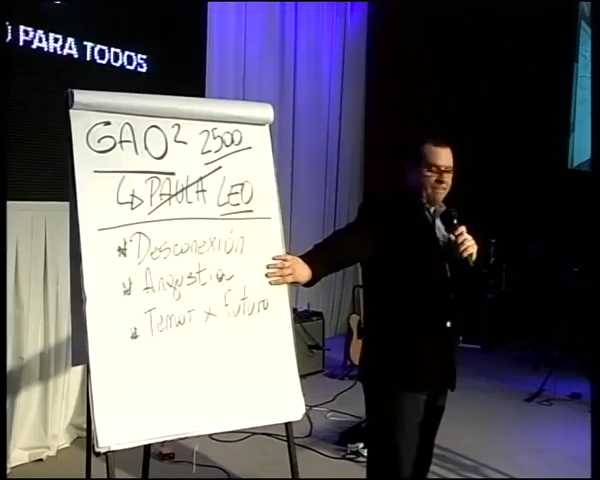 PARA TODOS
GAO² 2500
↳ PAULA LEO
* Desconexión
* Angustia
* Temor x futuro